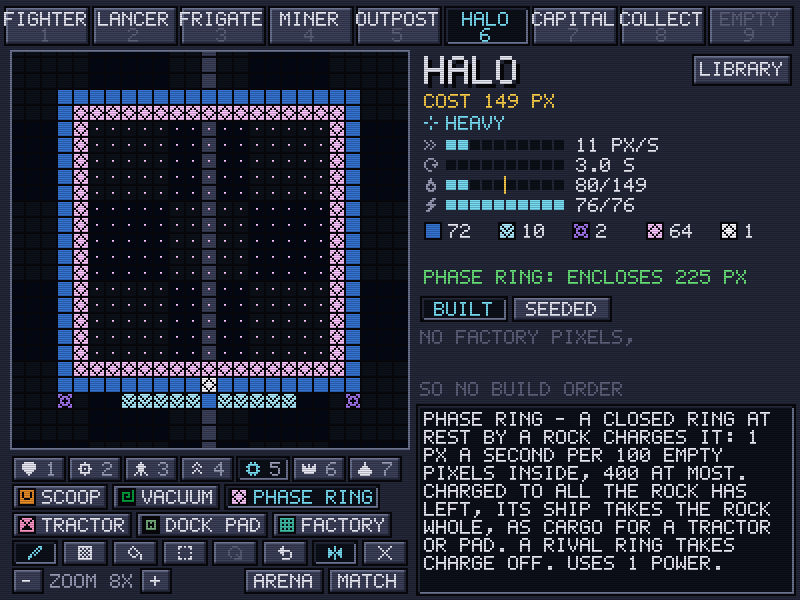 FIGHTER LANCER FRIGATE MINER OUTPOST HALO CAPITAL COLLECT EMPTY
1 2 3 4 5 6 7 8 9
HALO
LIBRARY
COST 149 PX
HEAVY
11 PX/S
3.0 S
80/149
76/76
72 10 2 64 1
PHASE RING: ENCLOSES 225 PX
BUILT SEEDED
NO FACTORY PIXELS,
SO NO BUILD ORDER
PHASE RING - A CLOSED RING AT
REST BY A ROCK CHARGES IT: 1
PX A SECOND PER 100 EMPTY
PIXELS INSIDE, 400 AT MOST.
CHARGED TO ALL THE ROCK HAS
LEFT, ITS SHIP TAKES THE ROCK
WHOLE, AS CARGO FOR A TRACTOR
OR PAD. A RIVAL RING TAKES
CHARGE OFF. USES 1 POWER.
1 2 3 4 5 6 7
SCOOP VACUUM PHASE RING
TRACTOR DOCK PAD FACTORY
- ZOOM 8X + ARENA MATCH